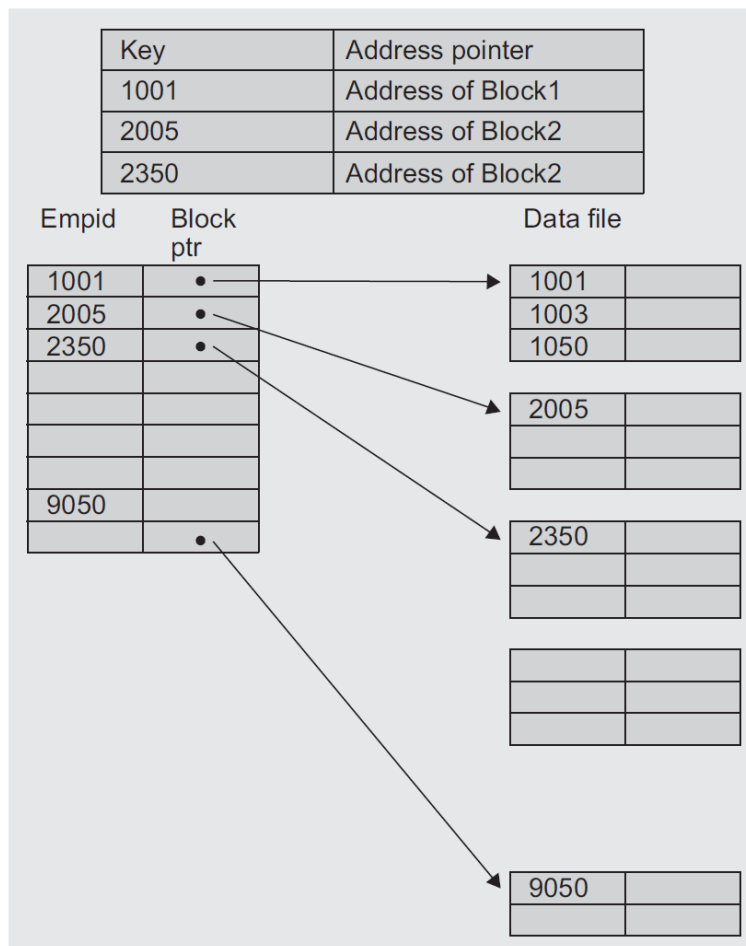 Key Address pointer
1001 Address of Block1
2005 Address of Block2
2350 Address of Block2
Empid Block ptr Data file
1001
2005
2350
9050
1001
1003
1050
2005
2350
9050